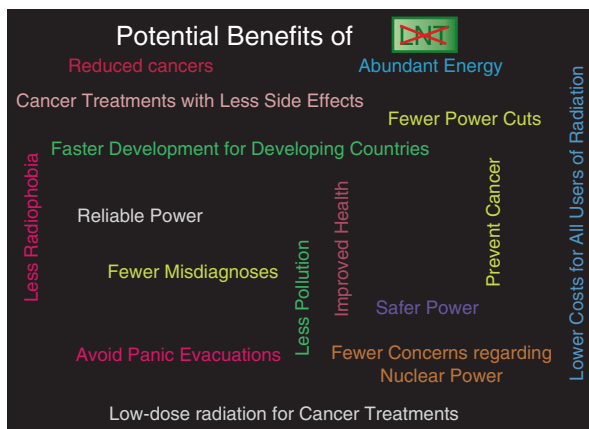 Potential Benefits of LNT
Reduced cancers
Abundant Energy
Cancer Treatments with Less Side Effects
Fewer Power Cuts
Faster Development for Developing Countries
Less Radiophobia
Reliable Power
Improved Health
Prevent Cancer
Lower Costs for All Users of Radiation
Fewer Misdiagnoses
Less Pollution
Safer Power
Avoid Panic Evacuations
Fewer Concerns regarding
Nuclear Power
Low-dose radiation for Cancer Treatments